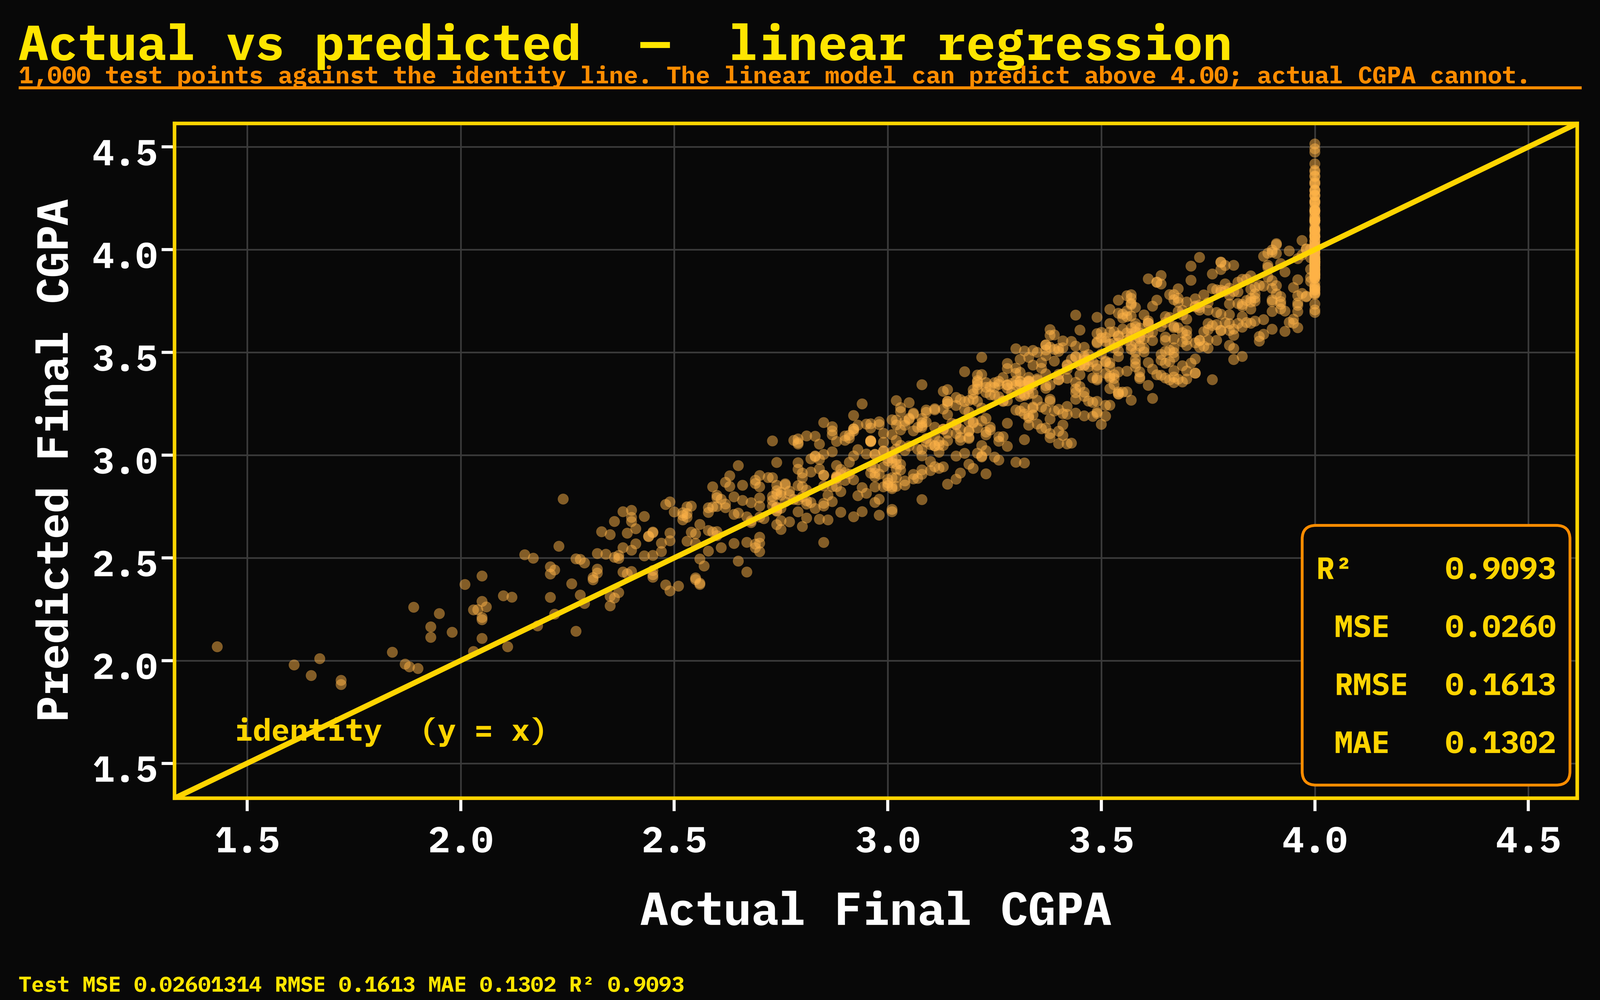 Actual vs predicted — linear regression
1,000 test points against the identity line. The linear model can predict above 4.00; actual CGPA cannot.
Predicted Final CGPA
4.5
4.0
3.5
3.0
2.5
2.0
1.5
identity (y = x)
R² 0.9093
MSE 0.0260
RMSE 0.1613
MAE 0.1302
1.5 2.0 2.5 3.0 3.5 4.0 4.5
Actual Final CGPA
Test MSE 0.02601314 RMSE 0.1613 MAE 0.1302 R² 0.9093